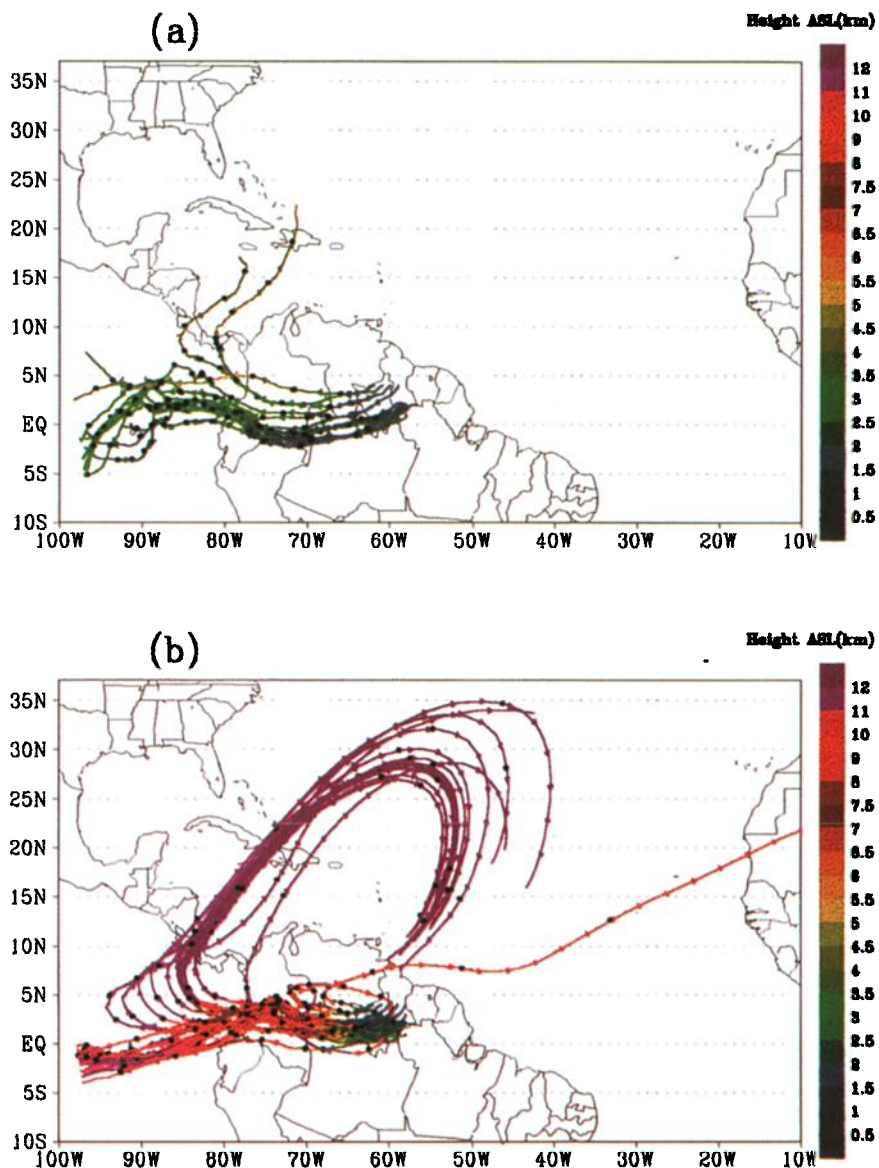 (a)
Height ASL(km)
35N
30N
25N
20N
15N
10N
5N
EQ
5S
10S
100W 90W 80W 70W 60W 50W 40W 30W 20W 10W
12
11
10
9
8
7.5
7
6.5
6
5.5
5
4.5
4
3.5
3
2.5
2
1.5
1
0.5
(b)
Height ASL(km)
35N
30N
25N
20N
15N
10N
5N
EQ
5S
10S
100W 90W 80W 70W 60W 50W 40W 30W 20W 10W
12
11
10
9
8
7.5
7
6.5
6
5.5
5
4.5
4
3.5
3
2.5
2
1.5
1
0.5